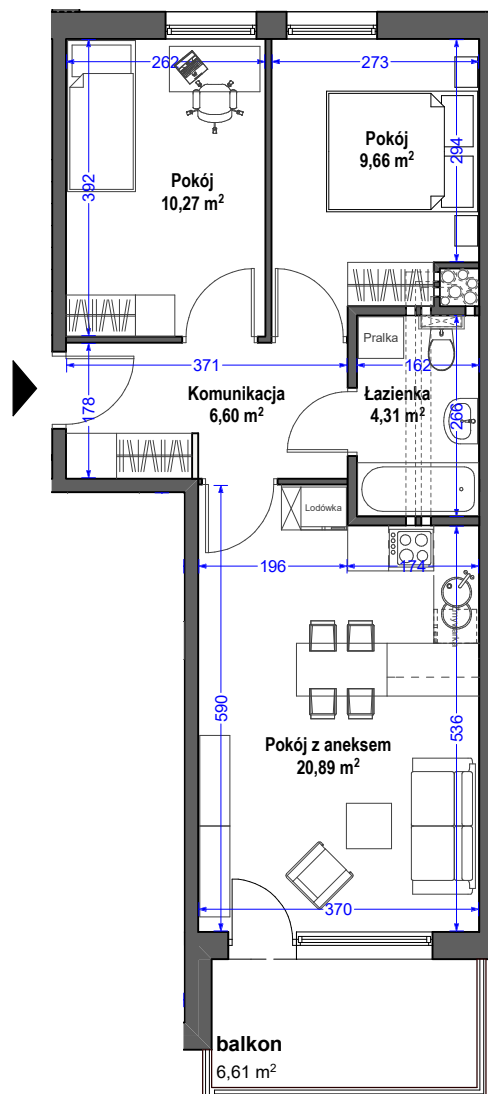 262
273
392
294
Pokój
10,27 m²
Pokój
9,66 m²
Pralka
371
162
178
Komunikacja
6,60 m²
Łazienka
4,31 m²
266
Lodówka
196
174
590
536
Pokój z aneksem
20,89 m²
370
balkon
6,61 m²